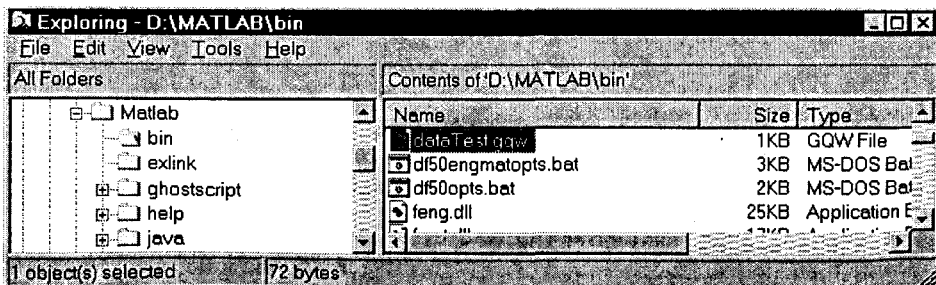 Exploring - D:\MATLAB\bin
File Edit View Tools Help
All Folders
Contents of 'D:\MATLAB\bin'
Matlab
bin
exlink
ghostscript
help
java
Name Size Type
dataTest.gqw 1KB GQW File
df50engmatopts.bat 3KB MS-DOS Bat
df50opts.bat 2KB MS-DOS Bat
feng.dll 25KB Application E
1 object(s) selected 72 bytes